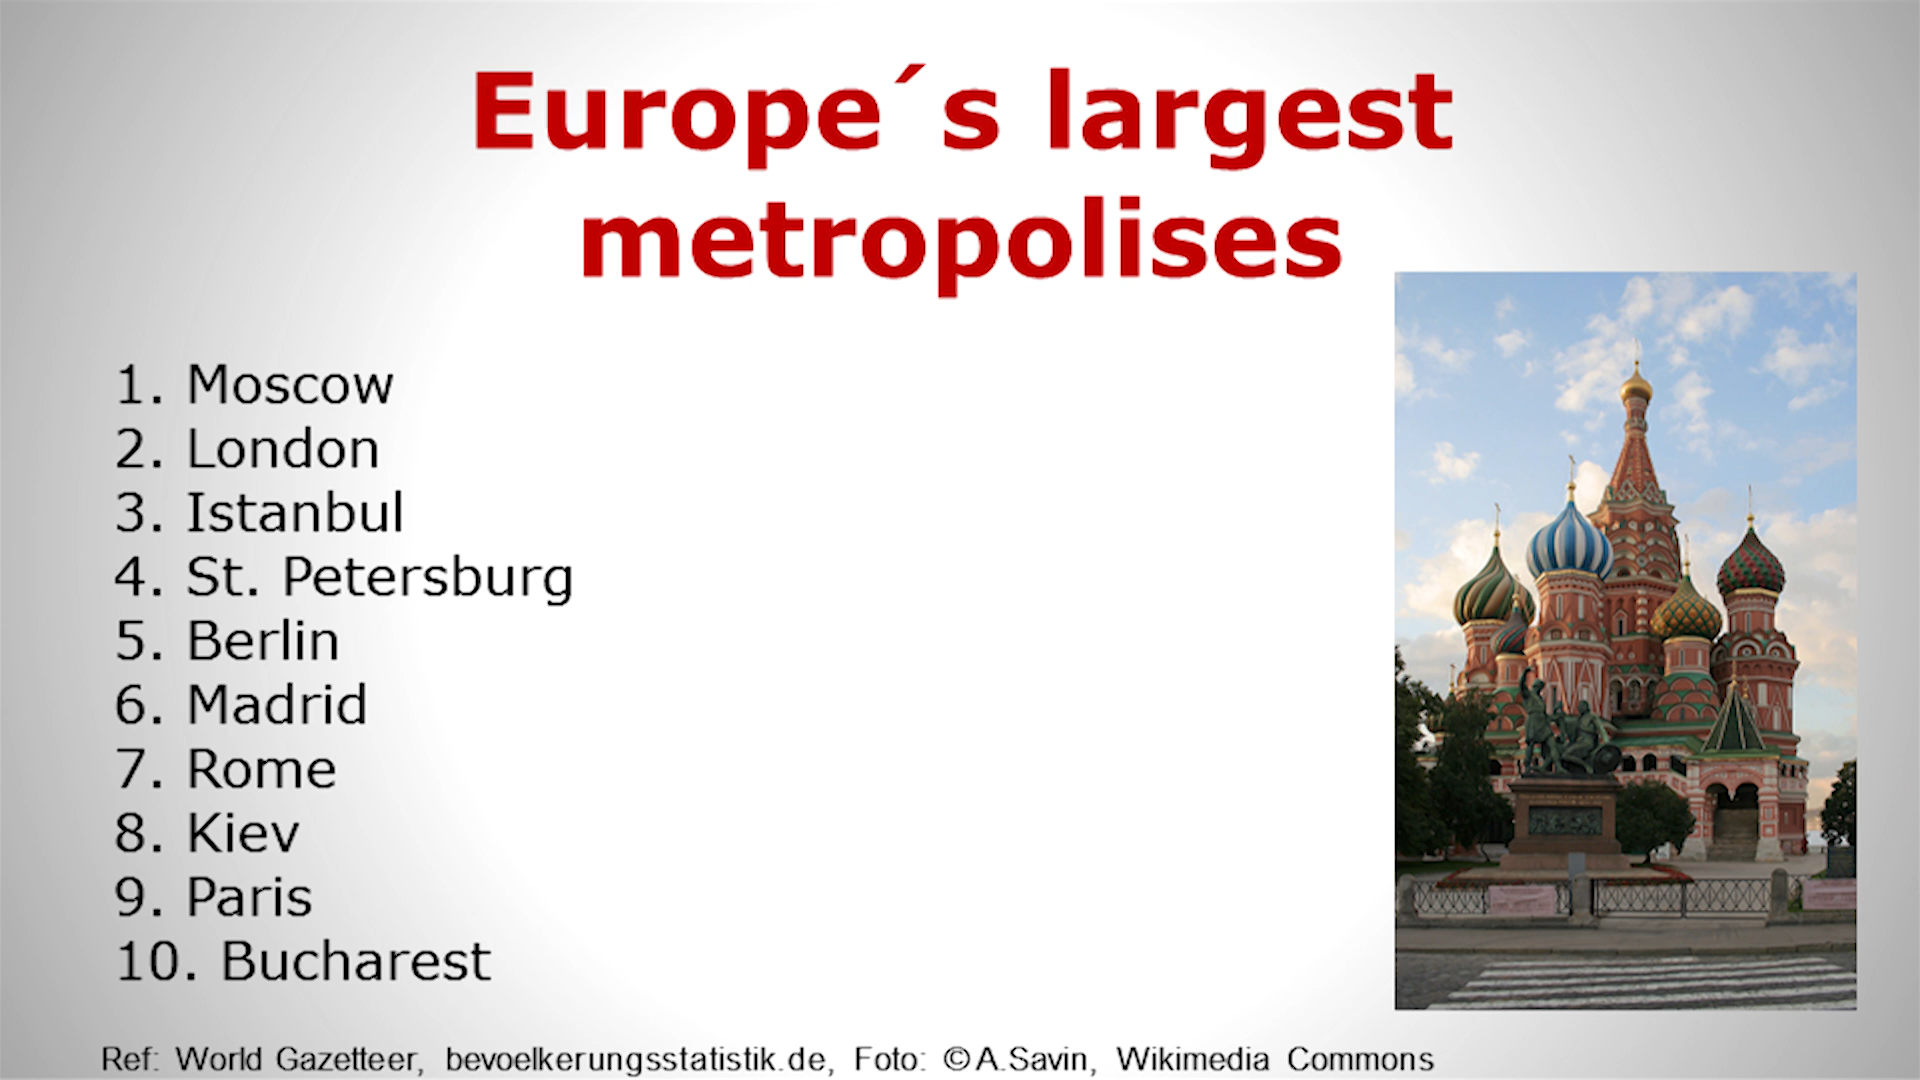 Europe´s largest
metropolises
1. Moscow
2. London
3. Istanbul
4. St. Petersburg
5. Berlin
6. Madrid
7. Rome
8. Kiev
9. Paris
10. Bucharest
Ref: World Gazetteer, bevoelkerungsstatistik.de, Foto: ©A.Savin, Wikimedia Commons